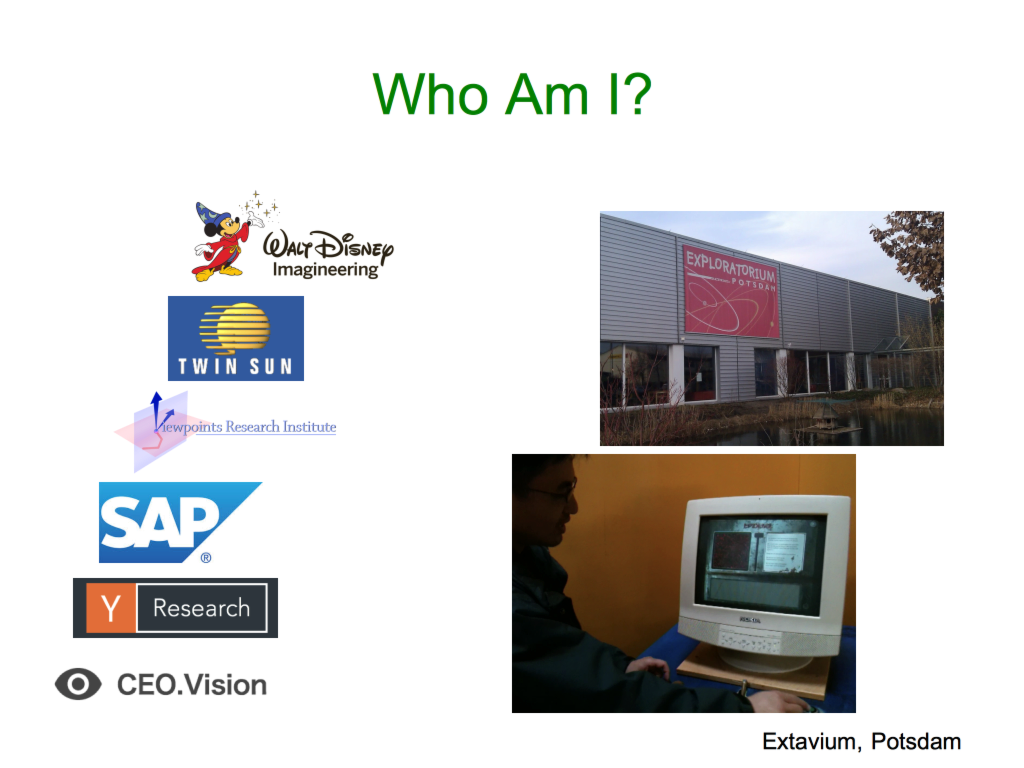 Who Am I?
WALT DISNEY
Imagineering
TWIN SUN
Viewpoints Research Institute
SAP
®
Y Research
CEO.Vision
EXPLORATORIUM
POTSDAM
Extavium, Potsdam